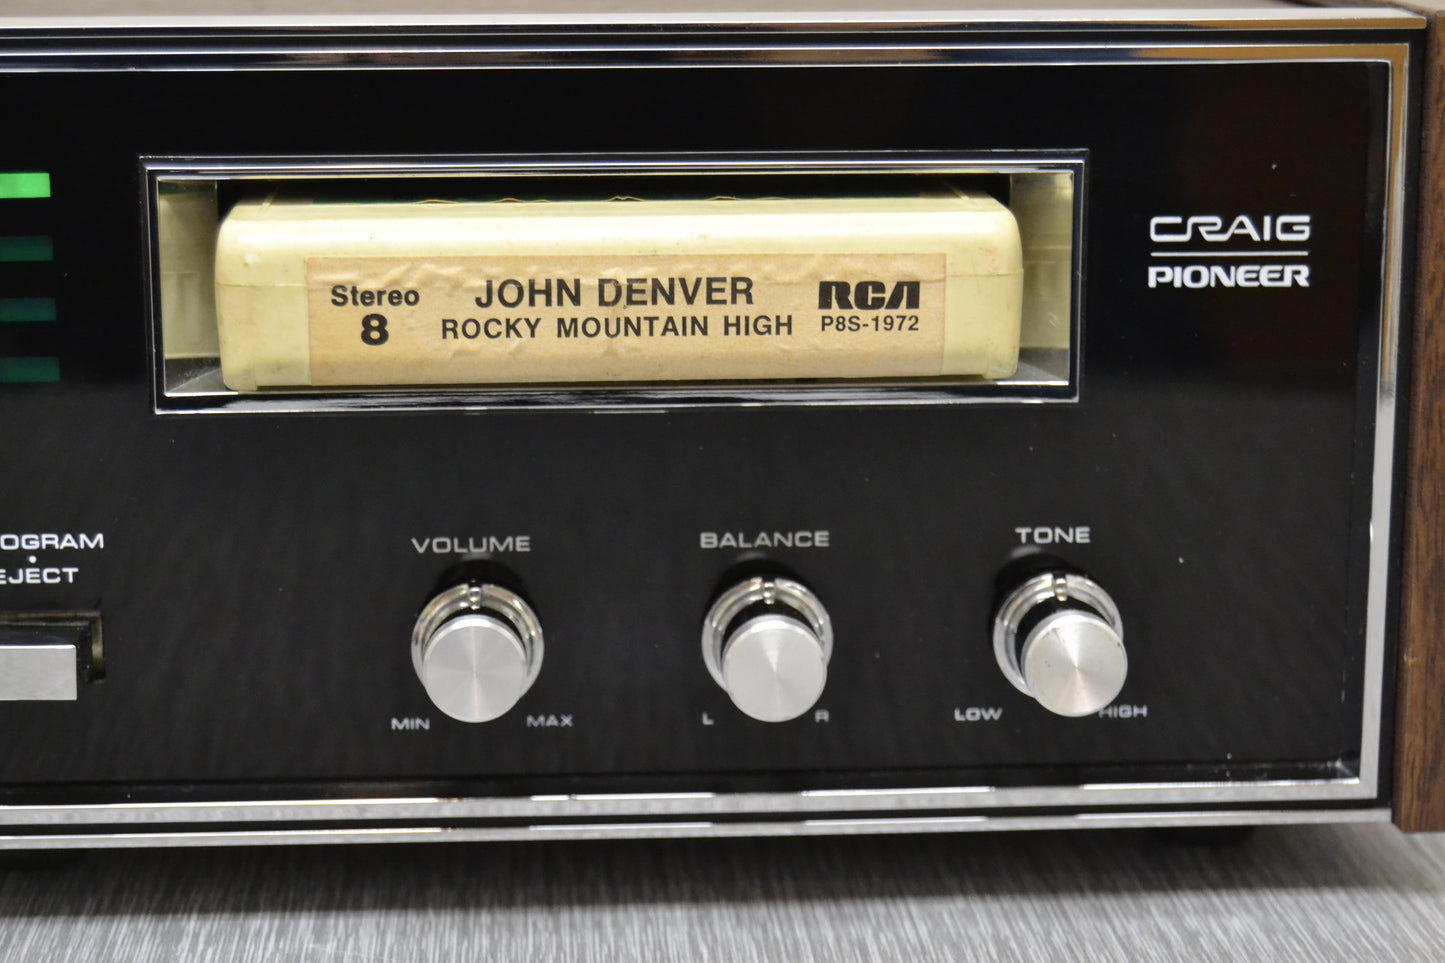 Stereo
8
JOHN DENVER
ROCKY MOUNTAIN HIGH
RCA
P8S-1972
CRAIG
PIONEER
OGRAM
EJECT
VOLUME
MIN MAX
BALANCE
L R
TONE
LOW HIGH